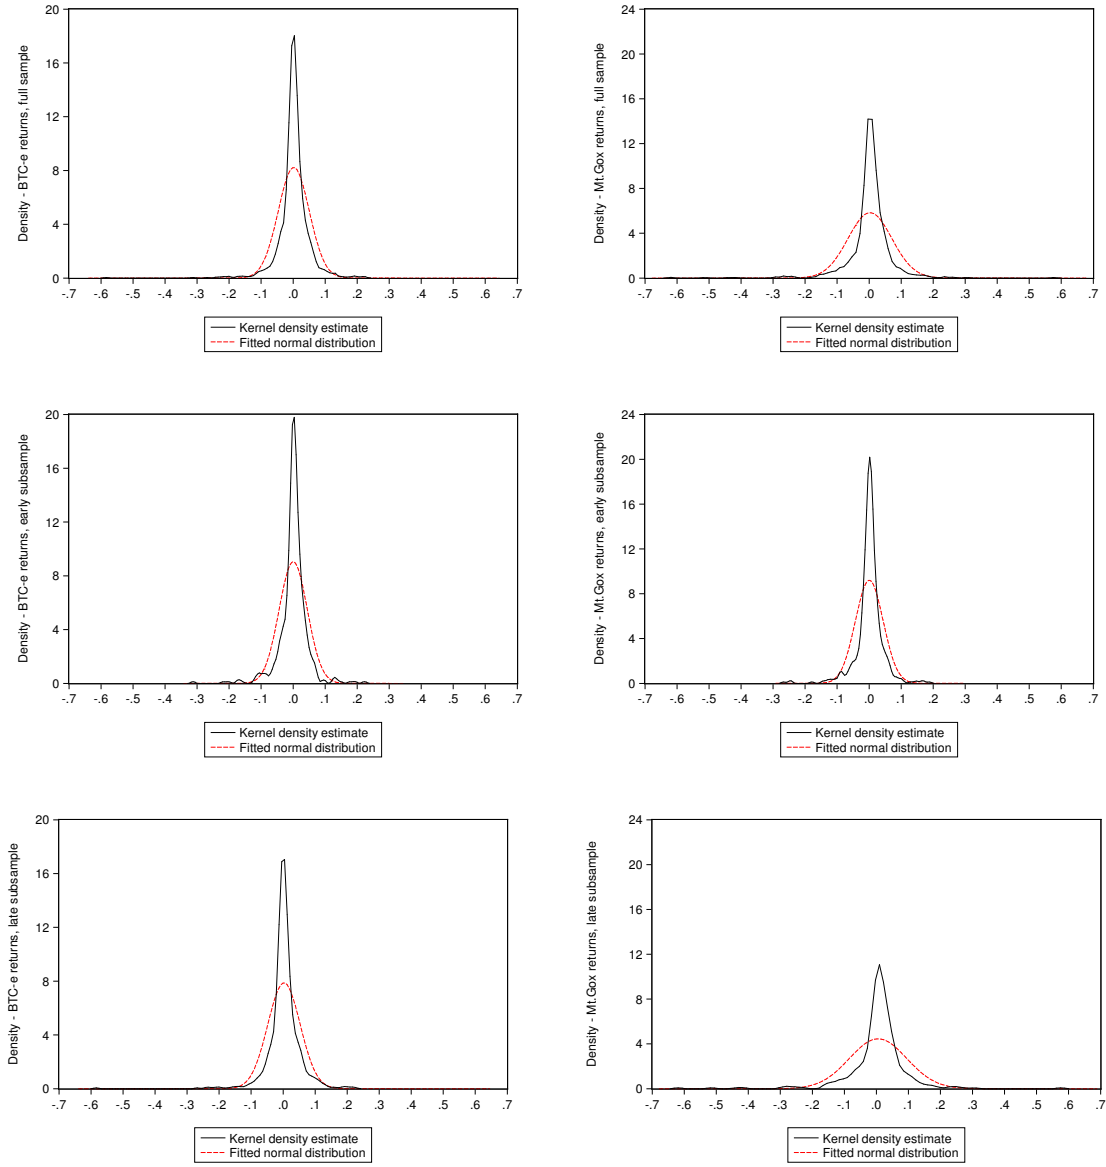 Density - BTC-e returns, full sample
20
16
12
8
4
0
-.7 -.6 -.5 -.4 -.3 -.2 -.1 .0 .1 .2 .3 .4 .5 .6 .7
Kernel density estimate
Fitted normal distribution
Density - Mt.Gox returns, full sample
24
20
16
12
8
4
0
-.7 -.6 -.5 -.4 -.3 -.2 -.1 .0 .1 .2 .3 .4 .5 .6 .7
Kernel density estimate
Fitted normal distribution
Density - BTC-e returns, early subsample
20
16
12
8
4
0
-.7 -.6 -.5 -.4 -.3 -.2 -.1 .0 .1 .2 .3 .4 .5 .6 .7
Kernel density estimate
Fitted normal distribution
Density - Mt.Gox returns, early subsample
24
20
16
12
8
4
0
-.7 -.6 -.5 -.4 -.3 -.2 -.1 .0 .1 .2 .3 .4 .5 .6 .7
Kernel density estimate
Fitted normal distribution
Density - BTC-e returns, late subsample
20
16
12
8
4
0
-.7 -.6 -.5 -.4 -.3 -.2 -.1 .0 .1 .2 .3 .4 .5 .6 .7
Kernel density estimate
Fitted normal distribution
Density - Mt.Gox returns, late subsample
24
20
16
12
8
4
0
-.7 -.6 -.5 -.4 -.3 -.2 -.1 .0 .1 .2 .3 .4 .5 .6 .7
Kernel density estimate
Fitted normal distribution